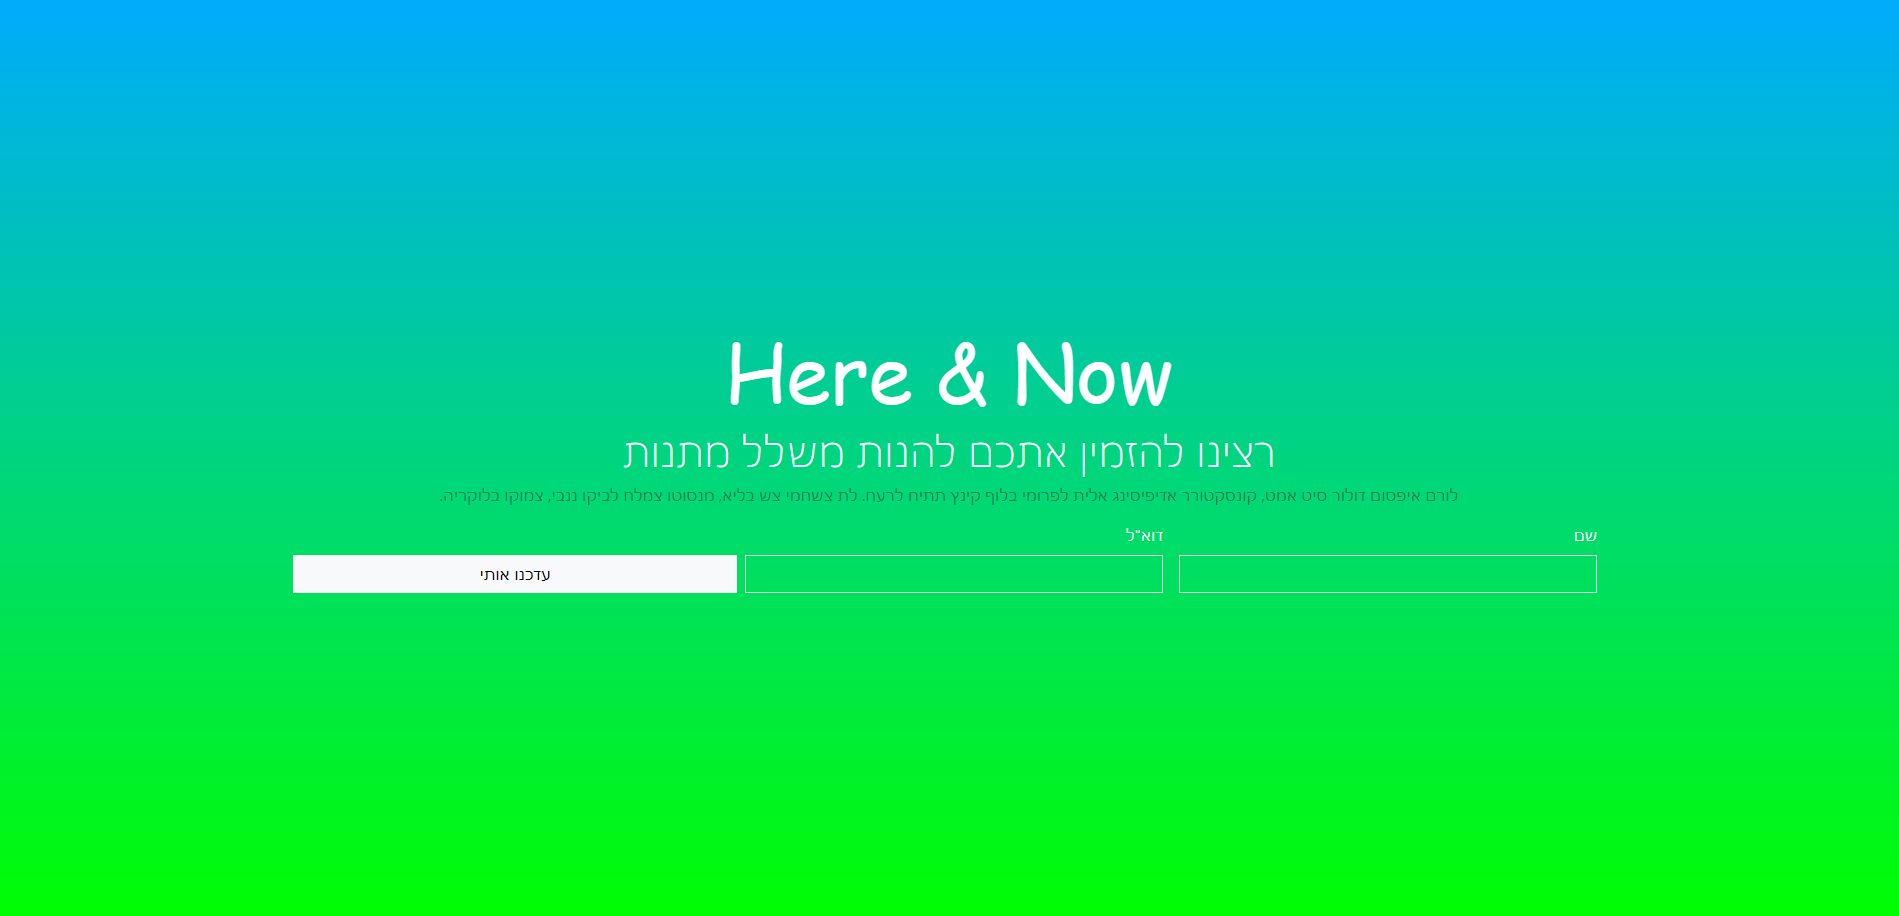 Here & Now
רצינו להזמין אתכם להנות משלל מתנות
לורם איפסום דולור סיט אמט, קונסקטורר אדיפיסינג אלית לפרומי בלוף קינץ תתיח לרעח. לת צשחמי צש בליא, מנסוטו צמלח לביקו ננבי, צמוקו בלוקריה.
שם
דוא"ל
עדכנו אותי